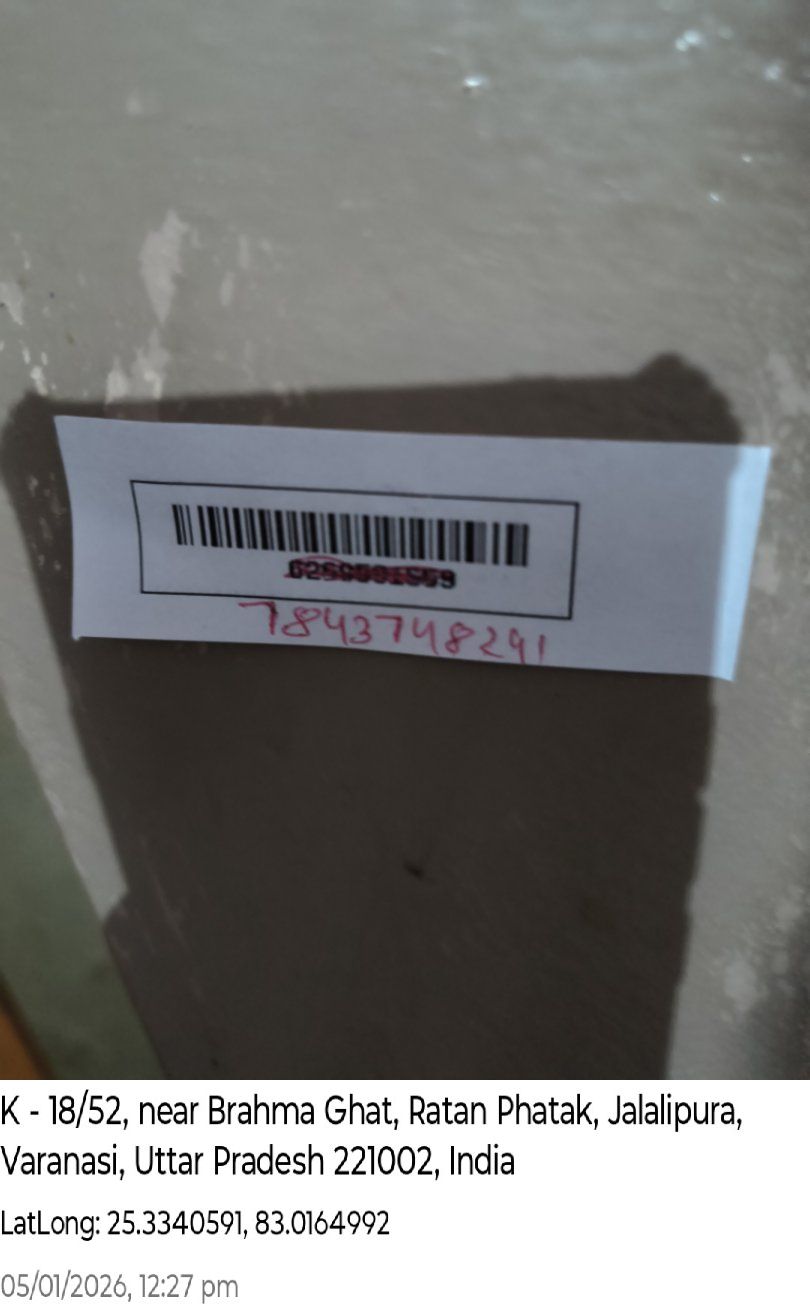 7843748291
K - 18/52, near Brahma Ghat, Ratan Phatak, Jalalipura,
Varanasi, Uttar Pradesh 221002, India
LatLong: 25.3340591, 83.0164992
05/01/2026, 12:27 pm